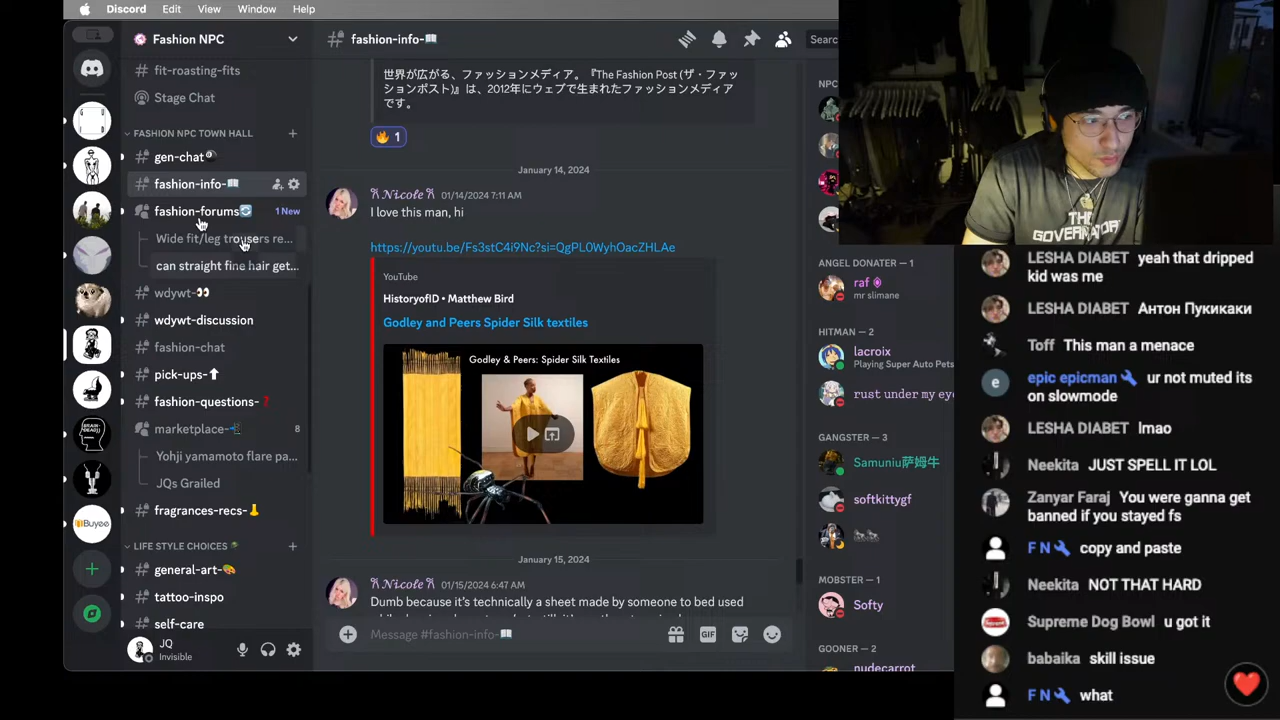 Discord Edit View Window Help
Fashion NPC
fit-roasting-fits
Stage Chat
FASHION NPC TOWN HALL
gen-chat
fashion-info-
fashion-forums
1 New
Wide fit/leg trousers re...
can straight fine hair get...
wdywt-
wdywt-discussion
fashion-chat
pick-ups-
fashion-questions-
marketplace-
8
Yohji yamamoto flare pa...
JQs Grailed
fragrances-recs-
LIFE STYLE CHOICES
general-art-
tattoo-inspo
self-care
JQ
Invisible
Buyee
fashion-info-
Searc
世界が広がる、ファッションメディア。『The Fashion Post (ザ・ファッ
ションポスト)』は、2012年にウェブで生まれたファッションメディア
です。
1
January 14, 2024
Nicole 01/14/2024 7:11 AM
I love this man, hi
https://youtu.be/Fs3stC4i9Nc?si=QgPL0WyhOacZHLAe
YouTube
HistoryofID • Matthew Bird
Godley and Peers Spider Silk textiles
Godley & Peers: Spider Silk Textiles
January 15, 2024
Nicole 01/15/2024 6:47 AM
Dumb because it's technically a sheet made by someone to bed used
Message #fashion-info-
GIF
NPC
ANGEL DONATER — 1
raf
mr slimane
HITMAN — 2
lacroix
Playing Super Auto Pets
rust under my eye
GANGSTER — 3
Samuniu萨姆牛
softkittygf
MOBSTER — 1
Softy
GOONER — 2
nudecarrot
THE
GOVERNATOR
LESHA DIABET yeah that dripped
kid was me
LESHA DIABET Антон Пукикаки
Toff This man a menace
epic epicman ur not muted its
on slowmode
LESHA DIABET lmao
Neekita JUST SPELL IT LOL
Zanyar Faraj You were ganna get
banned if you stayed fs
F N copy and paste
Neekita NOT THAT HARD
Supreme Dog Bowl u got it
babaika skill issue
F N what